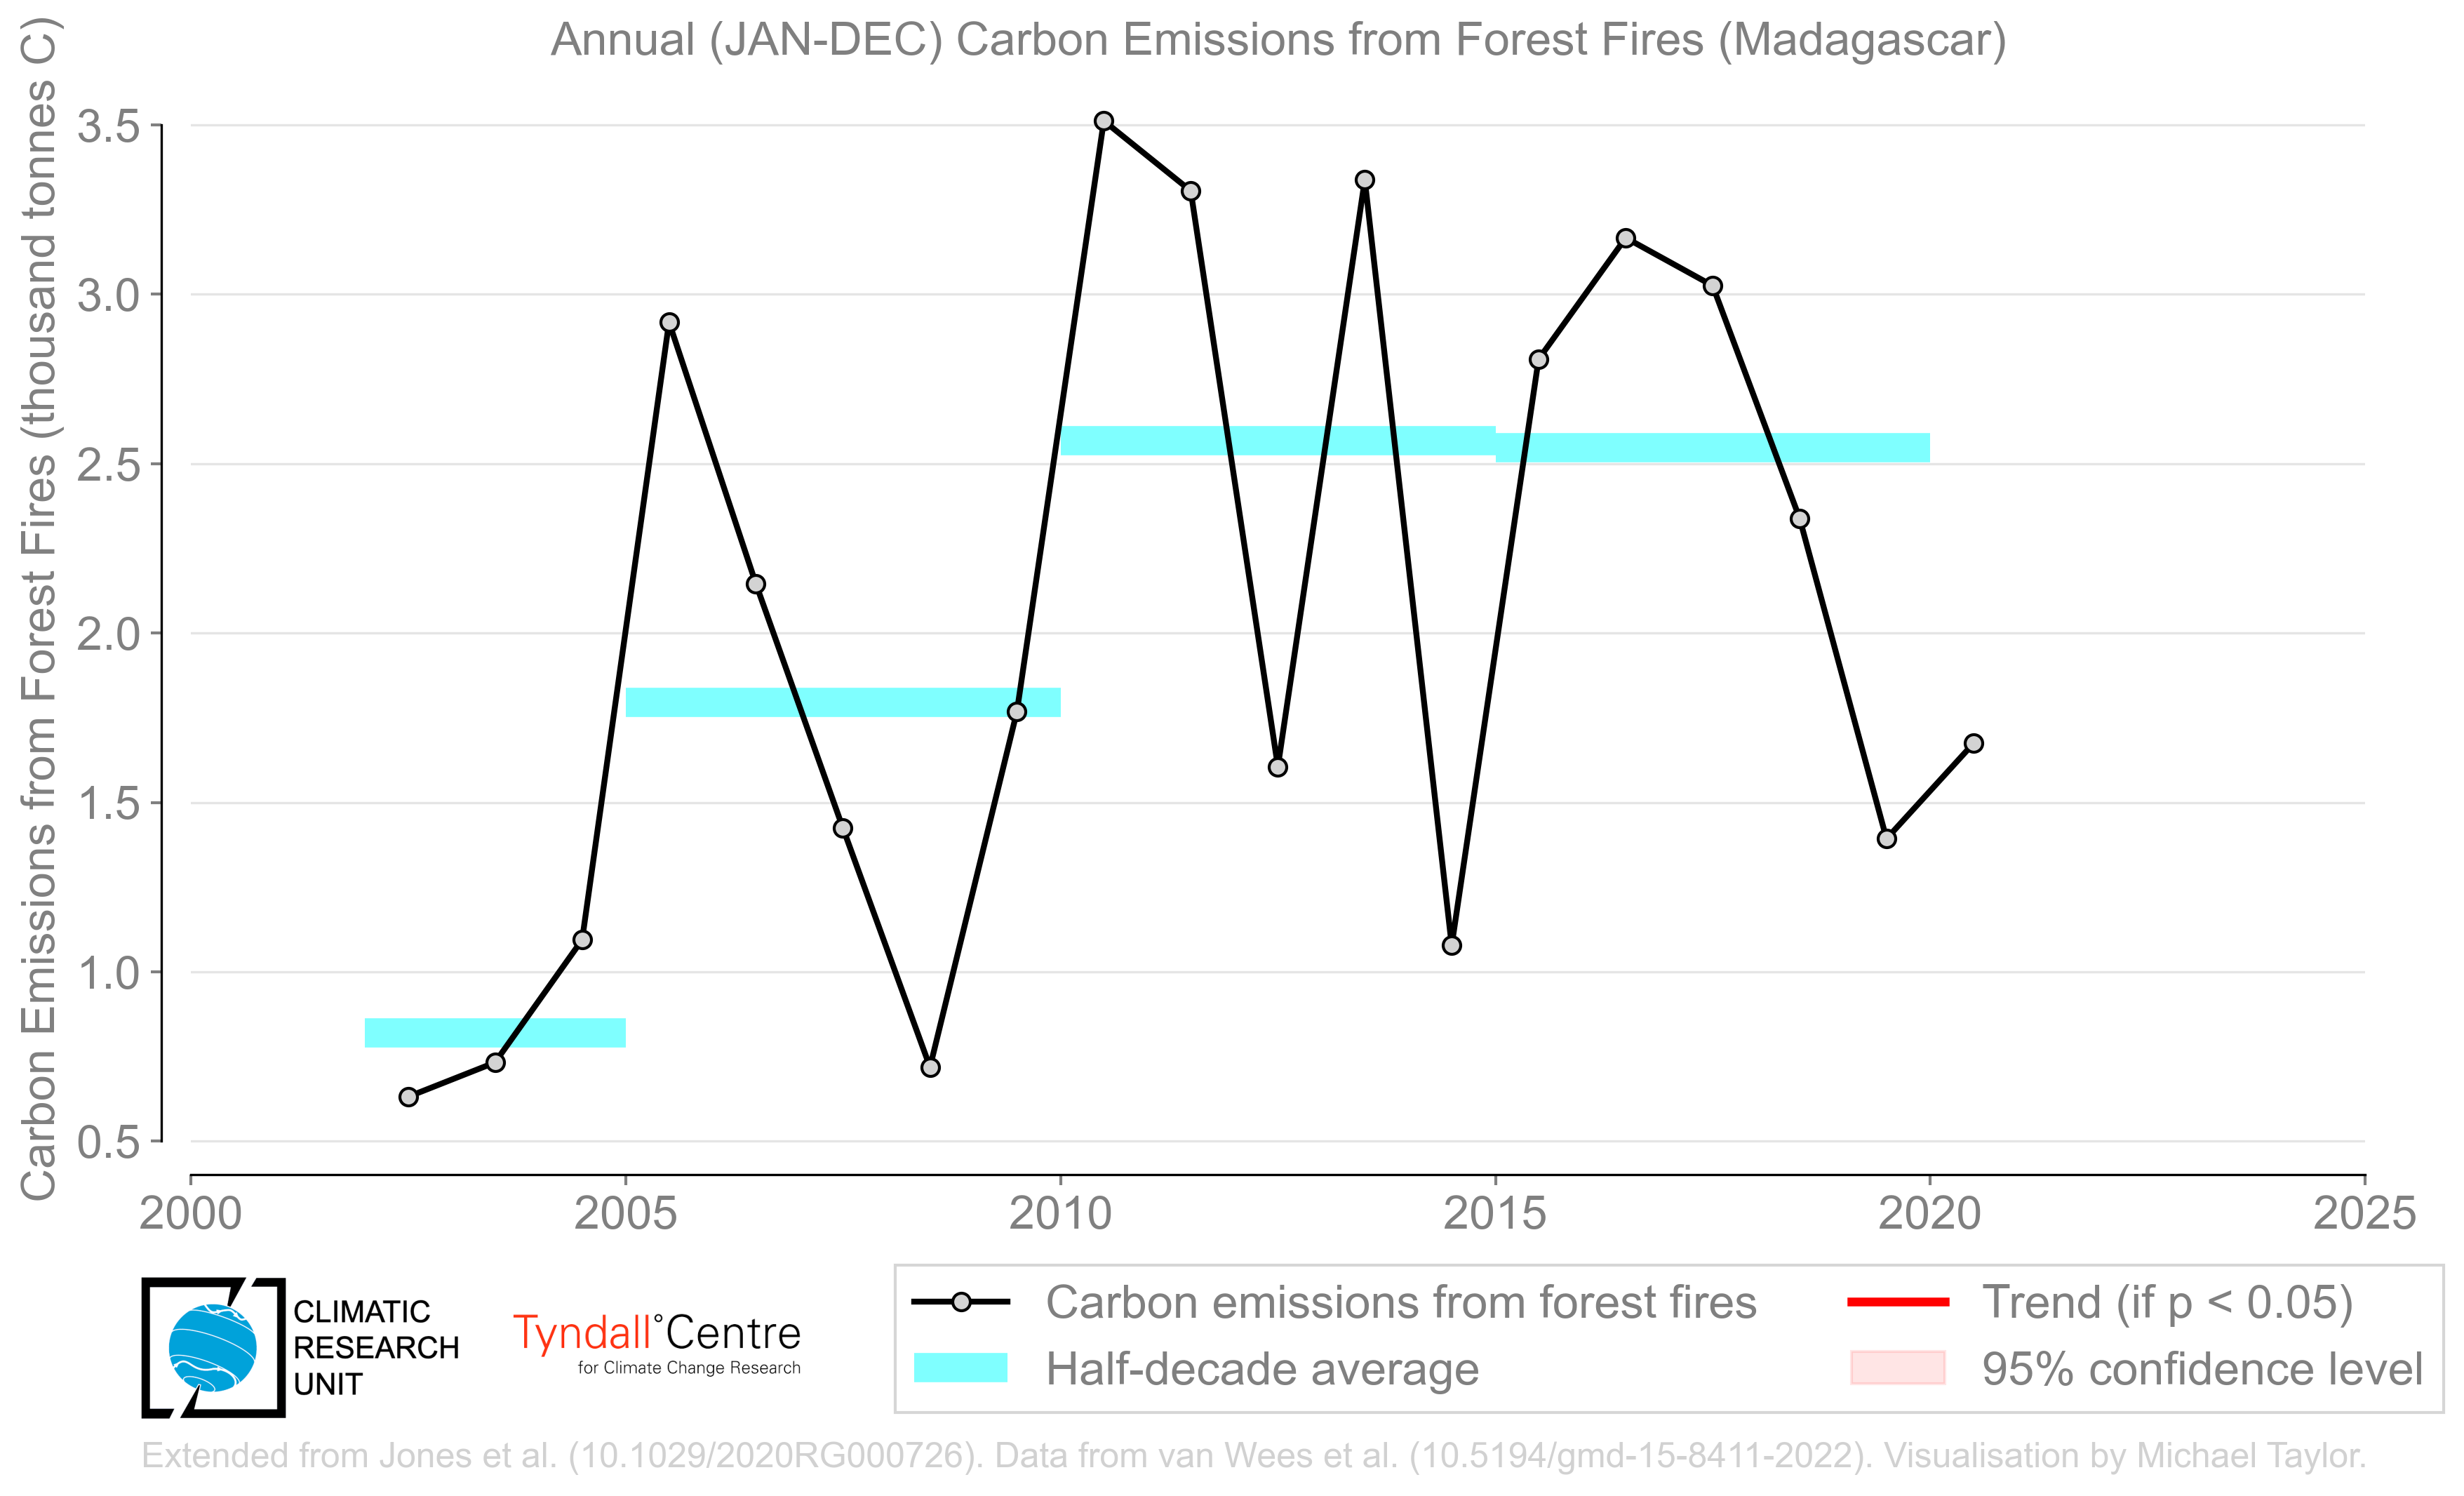 Annual (JAN-DEC) Carbon Emissions from Forest Fires (Madagascar)
Carbon Emissions from Forest Fires (thousand tonnes C)
3.5
3.0
2.5
2.0
1.5
1.0
0.5
2000 2005 2010 2015 2020 2025
CLIMATIC
RESEARCH
UNIT
Tyndall°Centre
for Climate Change Research
Carbon emissions from forest fires
Half-decade average
Trend (if p < 0.05)
95% confidence level
Extended from Jones et al. (10.1029/2020RG000726). Data from van Wees et al. (10.5194/gmd-15-8411-2022). Visualisation by Michael Taylor.